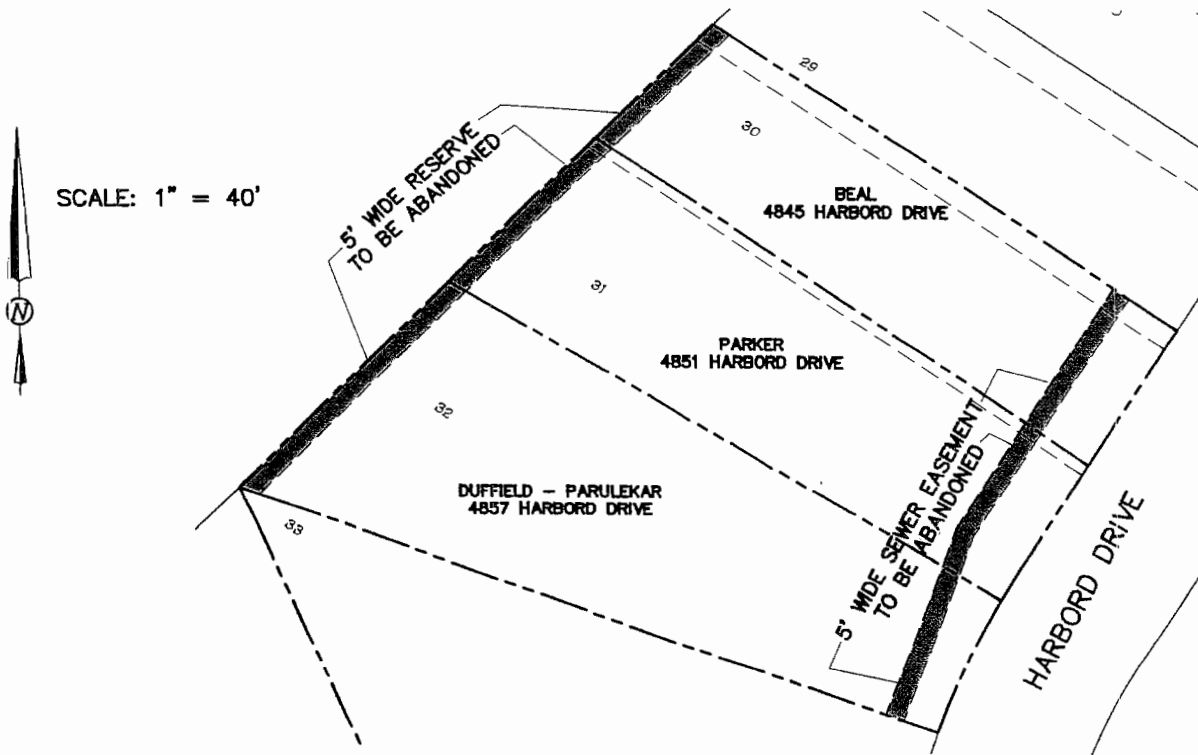 29
30
5' WIDE RESERVE
TO BE ABANDONED
SCALE: 1" = 40'
BEAL
4845 HARBORD DRIVE
N
31
PARKER
4851 HARBORD DRIVE
32
5' WIDE SEWER EASEMENT
TO BE ABANDONED
DUFFIELD - PARULEKAR
4857 HARBORD DRIVE
33
HARBORD DRIVE